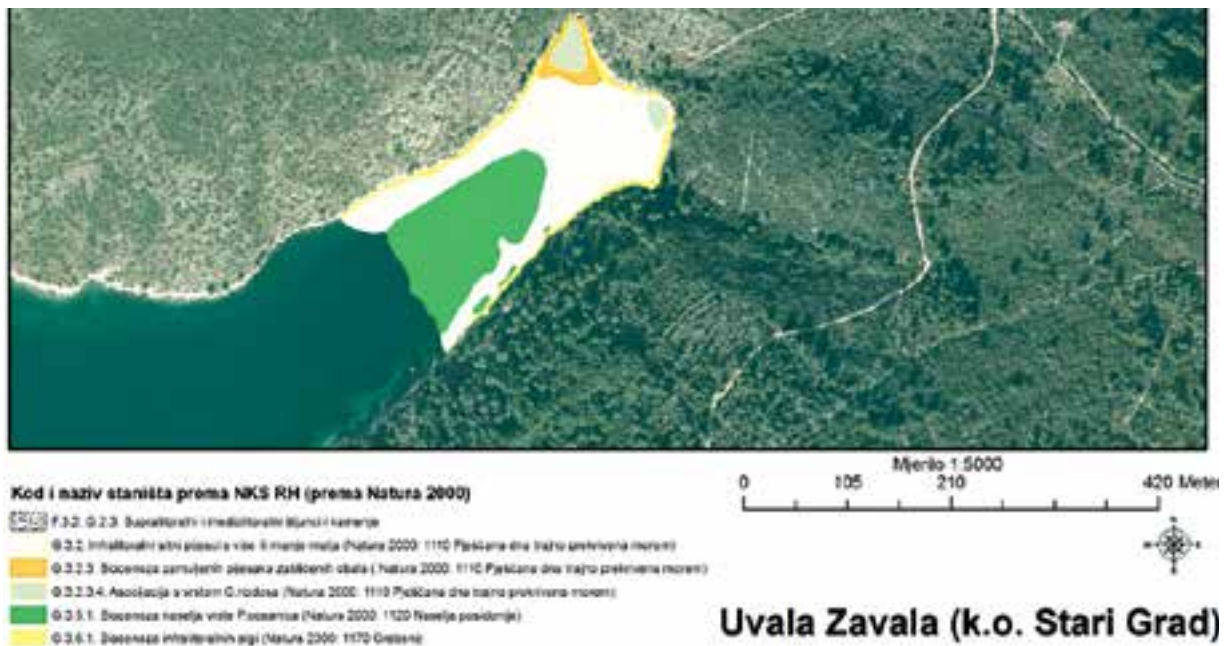 Mjerilo 1:5000
0 105 210 420 Meter
Kod i naziv staništa prema NKS RH (prema Natura 2000)
F.3.2. G.2.3. Supralitoralni i mediolitoralni šljunci i kamenje
G.3.2. Infralitoralni sitni pijesci s više ili manje mulja (Natura 2000: 1110 Pješčana dna trajno prekrivena morem)
G.3.2.3. Biocenoza zamuljenih pijesaka zaštićenih obala ( Natura 2000: 1110 Pješčana dna trajno prekrivena morem)
G.3.2.3.4. Asocijacija s vrstom C.nodosa (Natura 2000: 1110 Pješčana dna trajno prekrivena morem)
G.3.5.1. Biocenoza naselja vrste P.oceanica (Natura 2000: 1120 Naselja posidonije)
G.3.6.1. Biocenoza infralitoralnih algi (Natura 2000: 1170 Grebeni)
Uvala Zavala (k.o. Stari Grad)